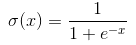 σ(x) = 1 / (1 + e^{-x})